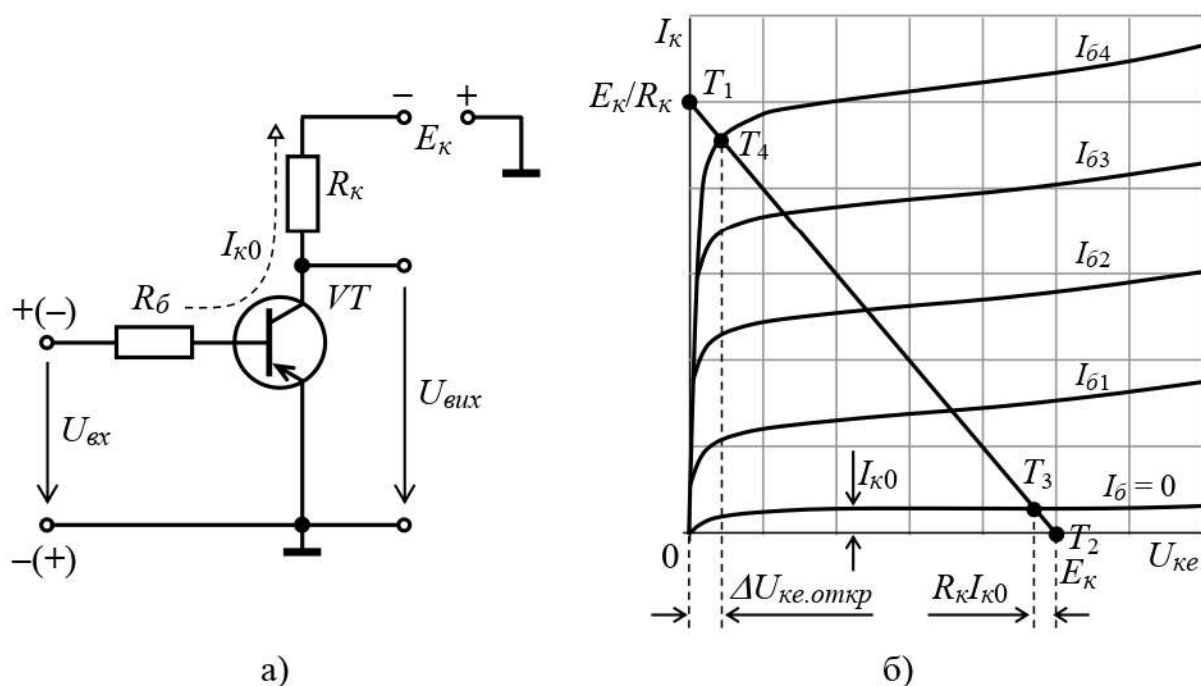 − +
Eк
Rк
Iк0
Rб
VT
+(−)
Uвх
Uвих
−(+)
а)
Iк
Eк/Rк
T1
T4
Iб4
Iб3
Iб2
Iб1
Iк0
T3
Iб = 0
0
T2
Uке
Eк
ΔUке.откр
RкIк0
б)